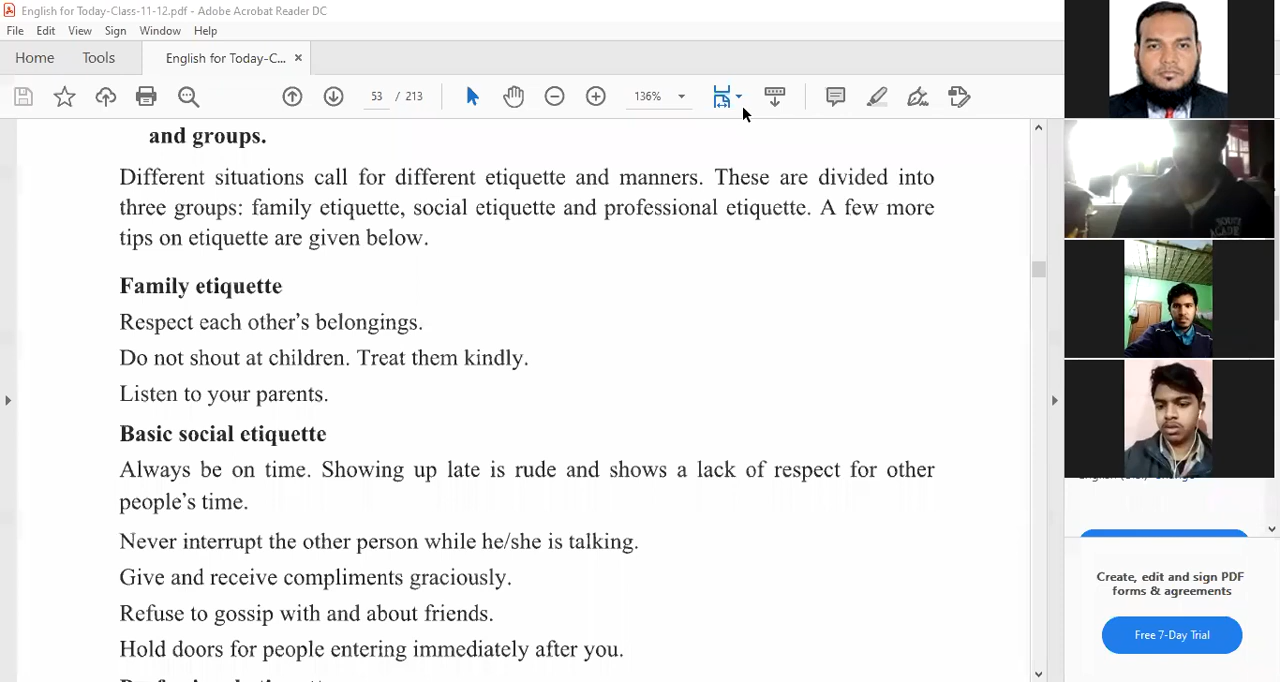 English for Today-Class-11-12.pdf - Adobe Acrobat Reader DC
File Edit View Sign Window Help
Home Tools English for Today-C... ×
53 / 213 136%
and groups.
Different situations call for different etiquette and manners. These are divided into
three groups: family etiquette, social etiquette and professional etiquette. A few more
tips on etiquette are given below.
Family etiquette
Respect each other's belongings.
Do not shout at children. Treat them kindly.
Listen to your parents.
Basic social etiquette
Always be on time. Showing up late is rude and shows a lack of respect for other
people's time.
Never interrupt the other person while he/she is talking.
Give and receive compliments graciously.
Refuse to gossip with and about friends.
Hold doors for people entering immediately after you.
Create, edit and sign PDF
forms & agreements
Free 7-Day Trial